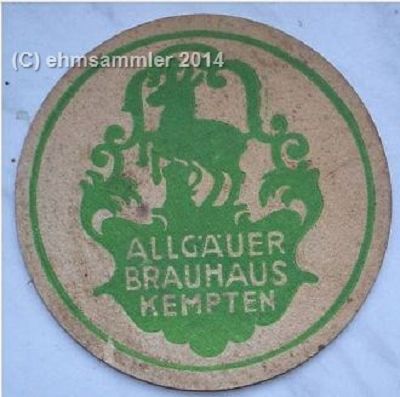 (C) ehmsammler 2014
ALLGÄUER
BRAUHAUS
KEMPTEN